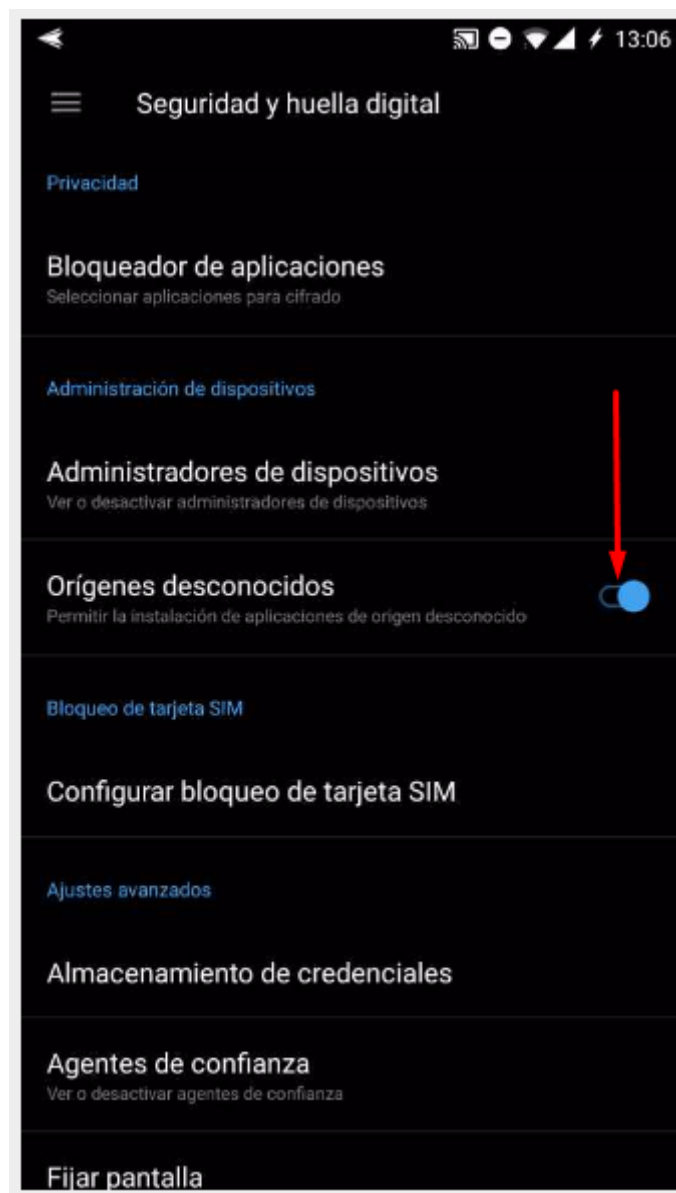 13:06
Seguridad y huella digital
Privacidad
Bloqueador de aplicaciones
Seleccionar aplicaciones para cifrado
Administración de dispositivos
Administradores de dispositivos
Ver o desactivar administradores de dispositivos
Orígenes desconocidos
Permitir la instalación de aplicaciones de origen desconocido
Bloqueo de tarjeta SIM
Configurar bloqueo de tarjeta SIM
Ajustes avanzados
Almacenamiento de credenciales
Agentes de confianza
Ver o desactivar agentes de confianza
Fijar pantalla